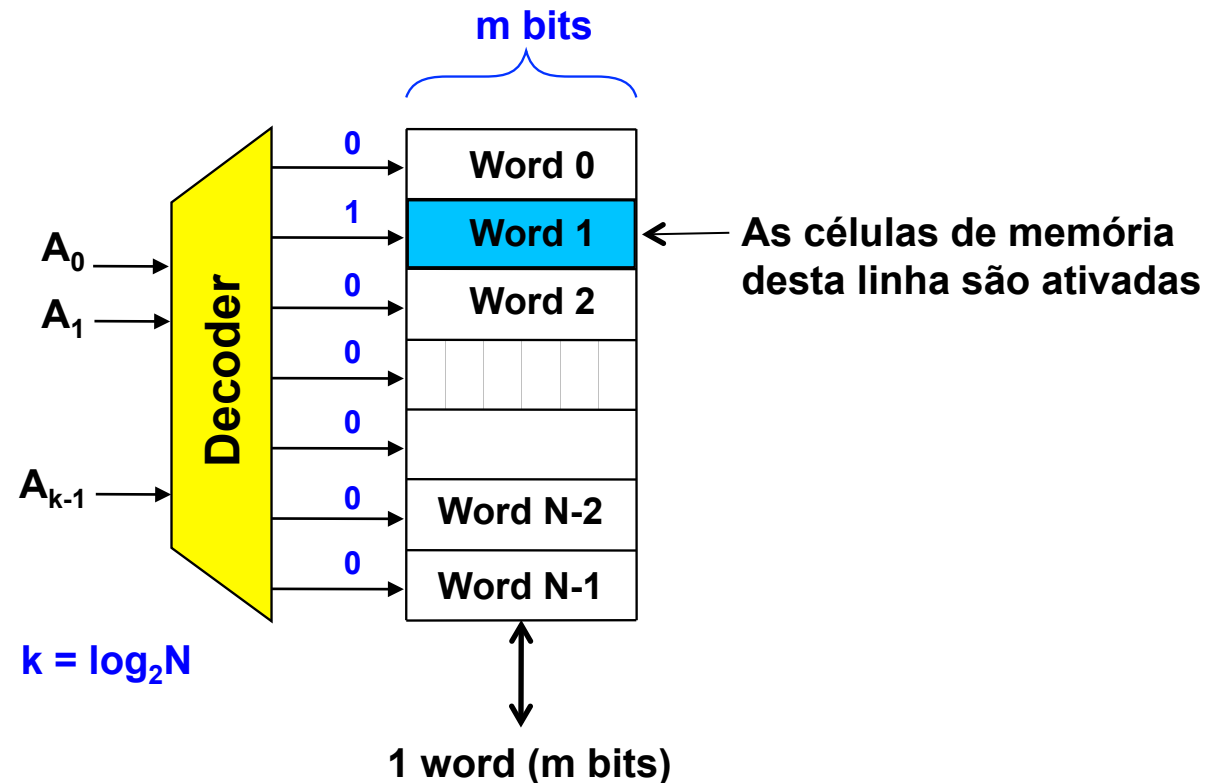 m bits
0
Word 0
1
Word 1
As células de memória
desta linha são ativadas
A₀
0
Word 2
A₁
Decoder
0
0
Aₖ₋₁
0
Word N-2
0
Word N-1
k = log₂N
1 word (m bits)